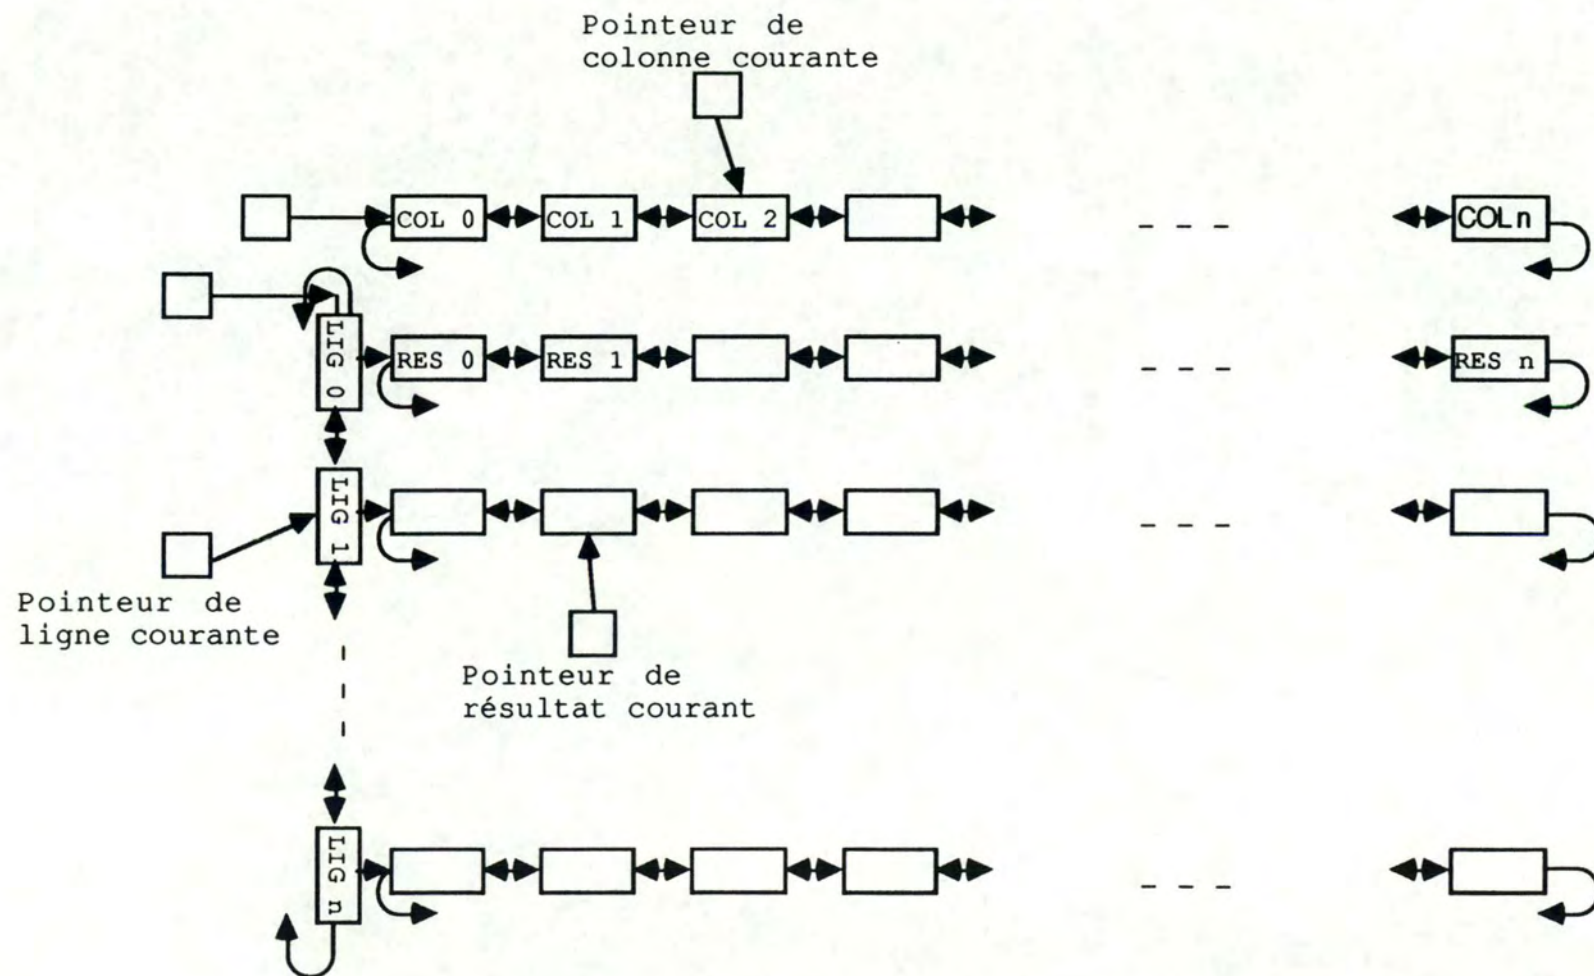 Pointeur de
colonne courante
COL 0 COL 1 COL 2 COLn
LIG 0
RES 0 RES 1 RES n
LIG 1
Pointeur de
ligne courante
Pointeur de
résultat courant
LIG n